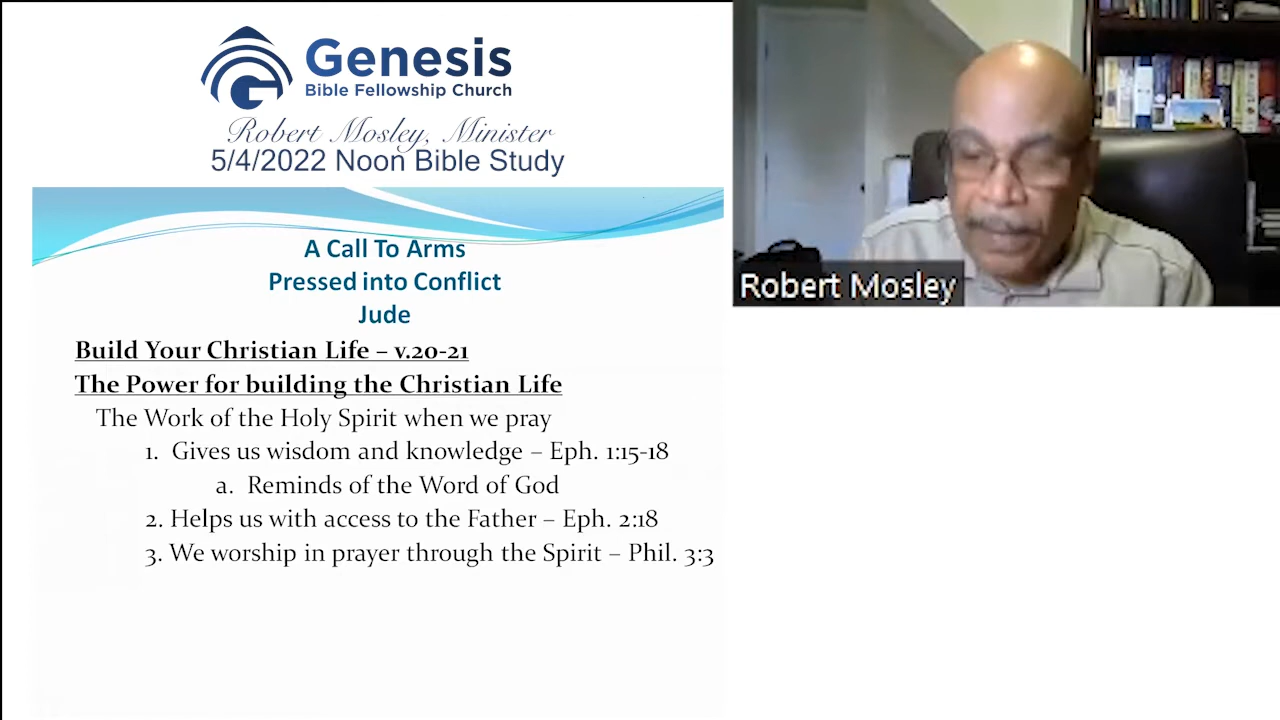 Genesis
Bible Fellowship Church
Robert Mosley, Minister
5/4/2022 Noon Bible Study
A Call To Arms
Pressed into Conflict
Jude
Build Your Christian Life – v.20-21
The Power for building the Christian Life
The Work of the Holy Spirit when we pray
1. Gives us wisdom and knowledge – Eph. 1:15-18
a. Reminds of the Word of God
2. Helps us with access to the Father – Eph. 2:18
3. We worship in prayer through the Spirit – Phil. 3:3
Robert Mosley